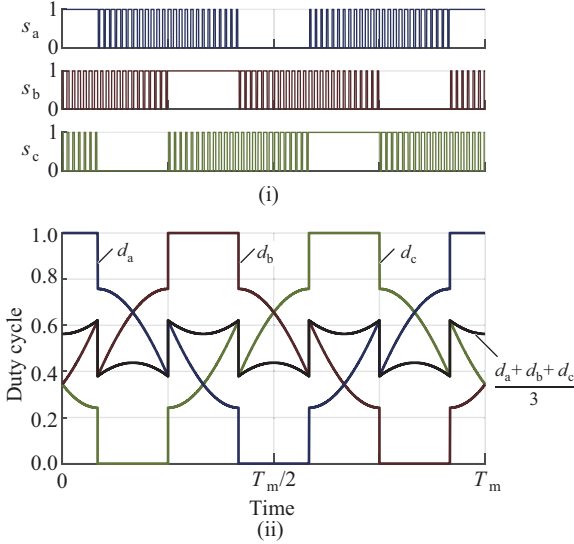 1
s_a
0
1
s_b
0
1
s_c
0
(i)
1.0
d_a
d_b
d_c
0.8
0.6
Duty cycle
0.4
d_a + d_b + d_c
3
0.2
0.0
0
T_m/2
T_m
Time
(ii)